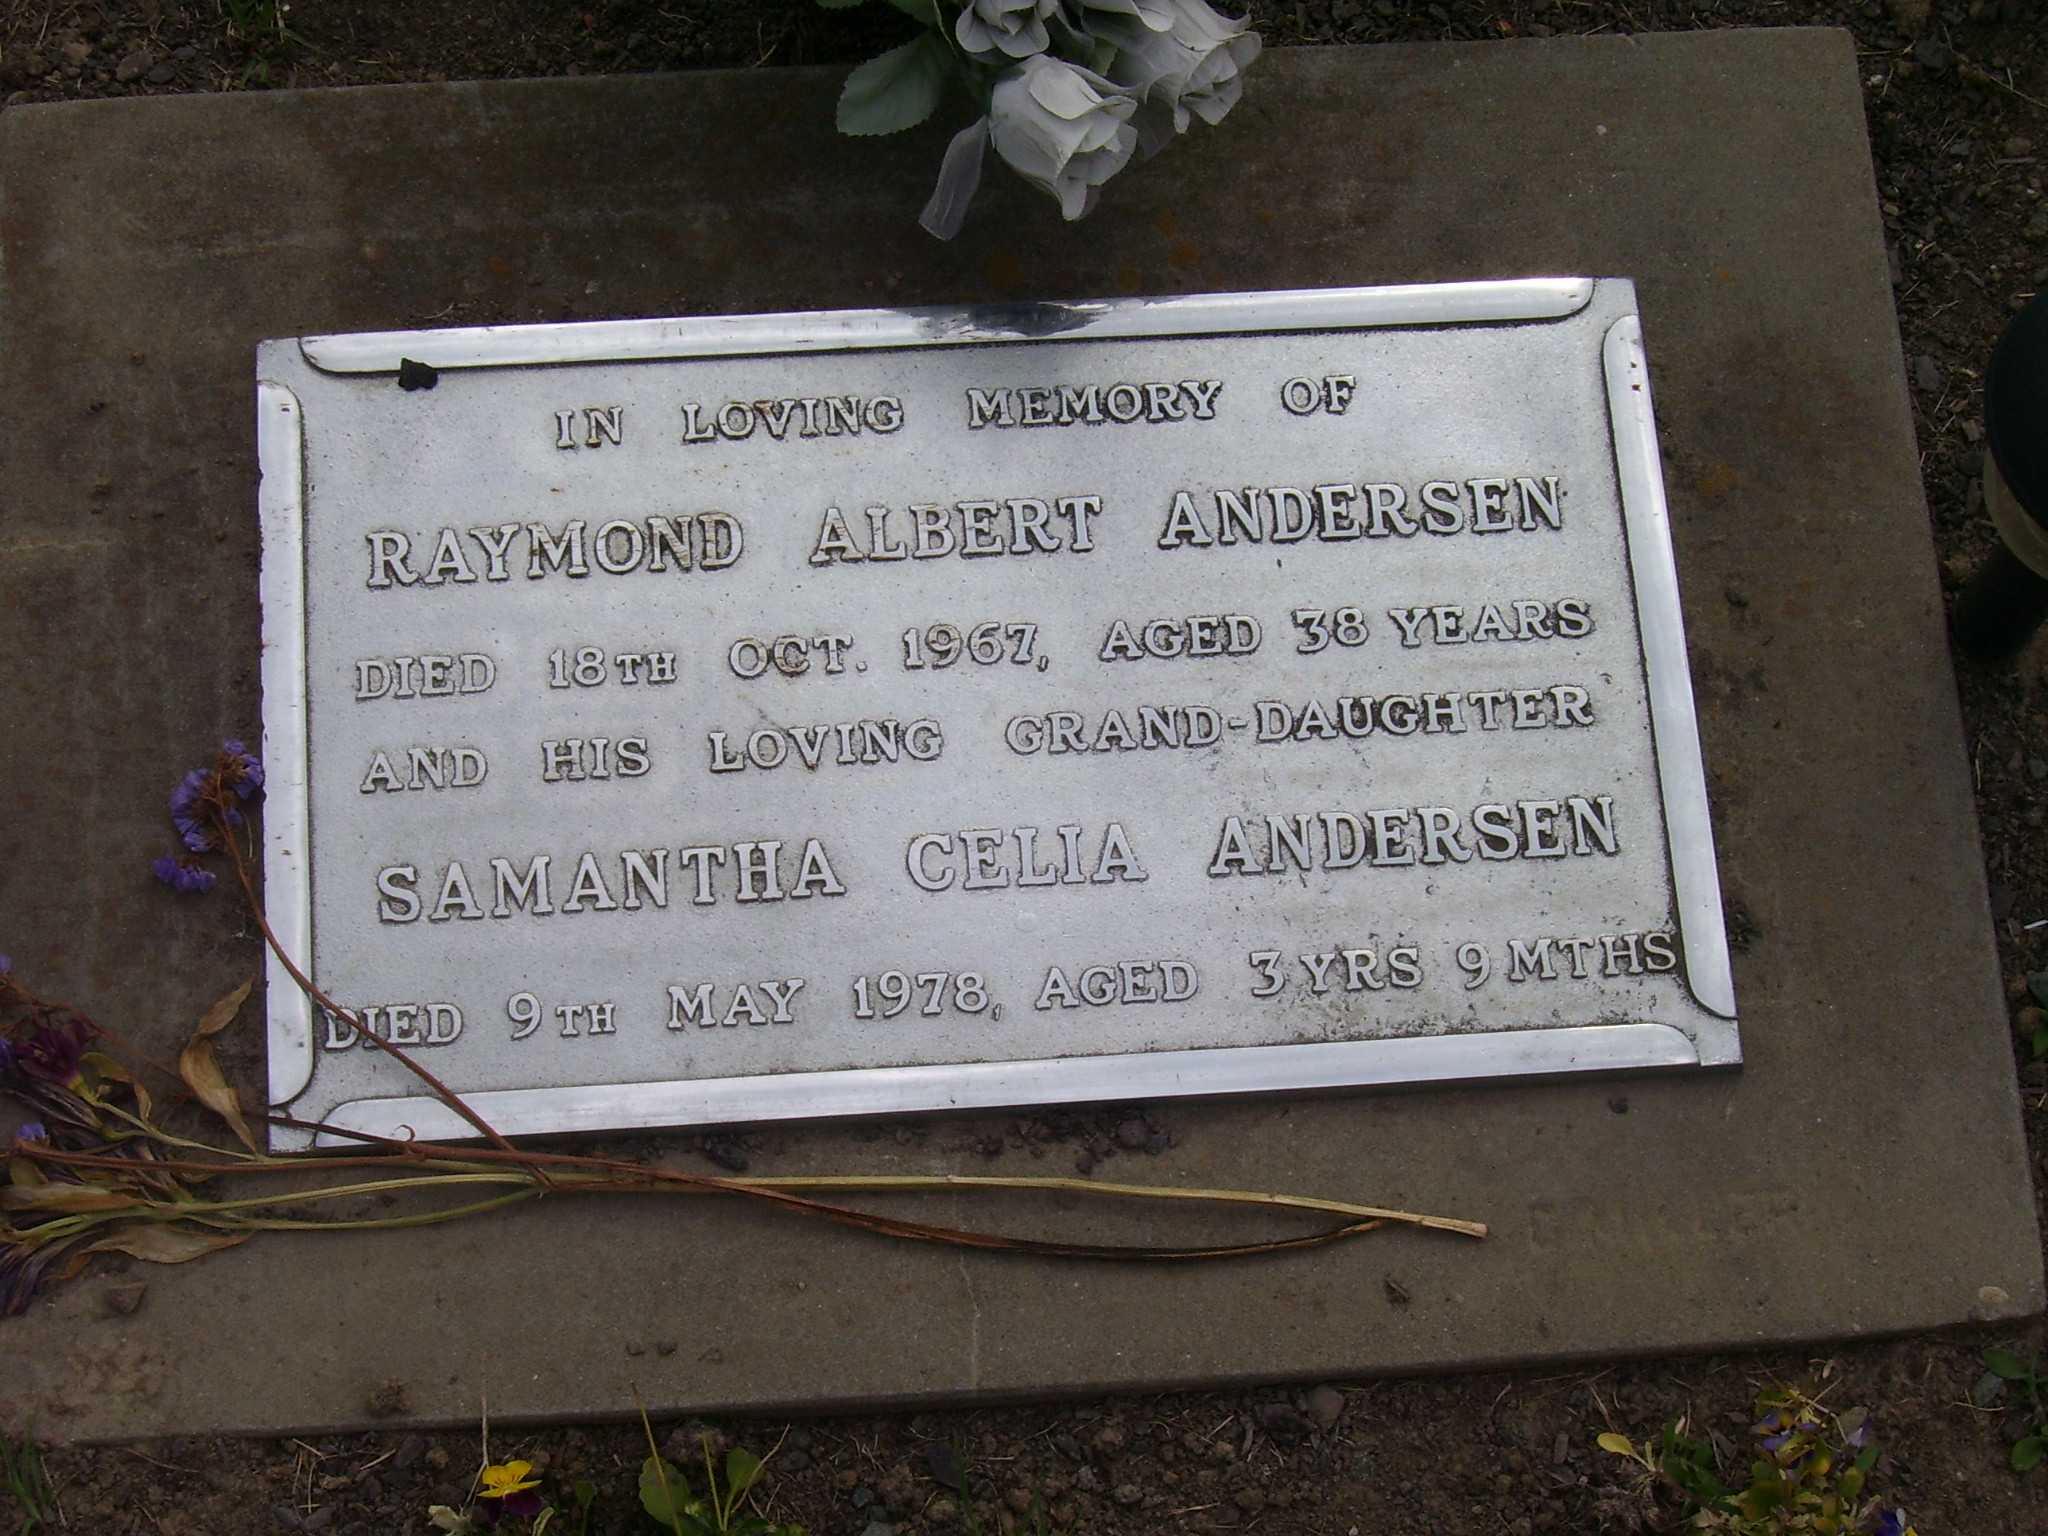 IN LOVING MEMORY OF
RAYMOND ALBERT ANDERSEN
DIED 18TH OCT. 1967, AGED 38 YEARS
AND HIS LOVING GRAND-DAUGHTER
SAMANTHA CELIA ANDERSEN
DIED 9TH MAY 1978, AGED 3 YRS 9 MTHS